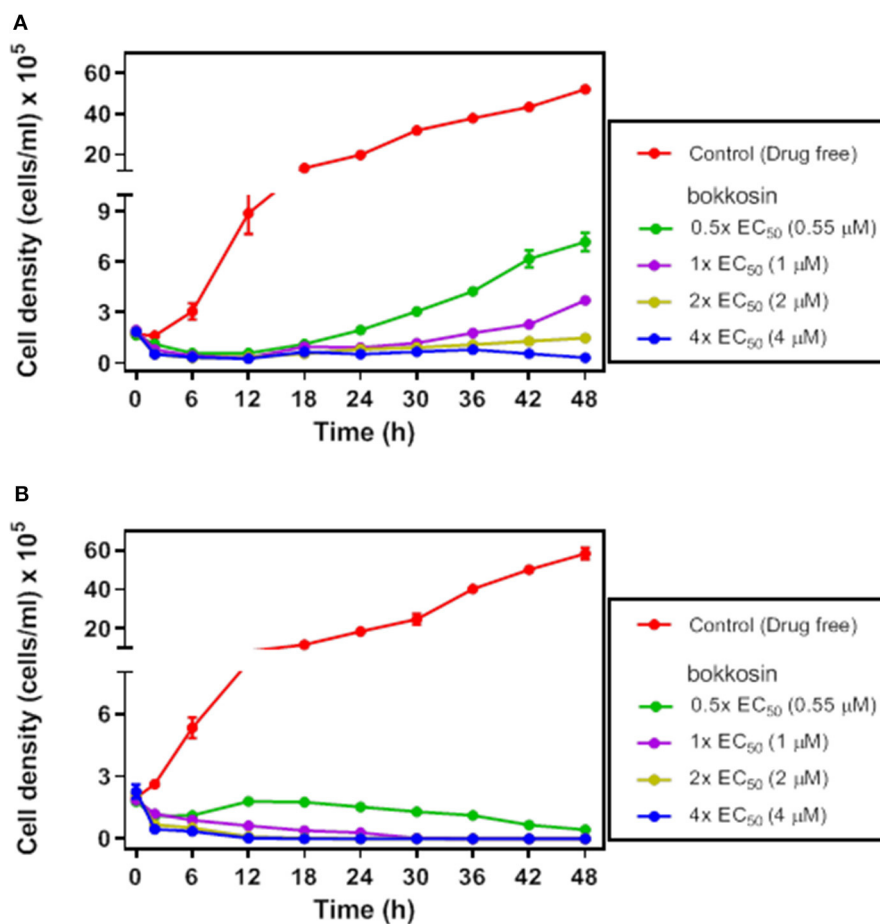 A
Cell density (cells/ml) x 10⁵
60
40
20
9
6
3
0
0 6 12 18 24 30 36 42 48
Time (h)
Control (Drug free)
bokkosin
0.5x EC₅₀ (0.55 μM)
1x EC₅₀ (1 μM)
2x EC₅₀ (2 μM)
4x EC₅₀ (4 μM)
B
Cell density (cells/ml) x 10⁵
60
40
20
6
3
0
0 6 12 18 24 30 36 42 48
Time (h)
Control (Drug free)
bokkosin
0.5x EC₅₀ (0.55 μM)
1x EC₅₀ (1 μM)
2x EC₅₀ (2 μM)
4x EC₅₀ (4 μM)